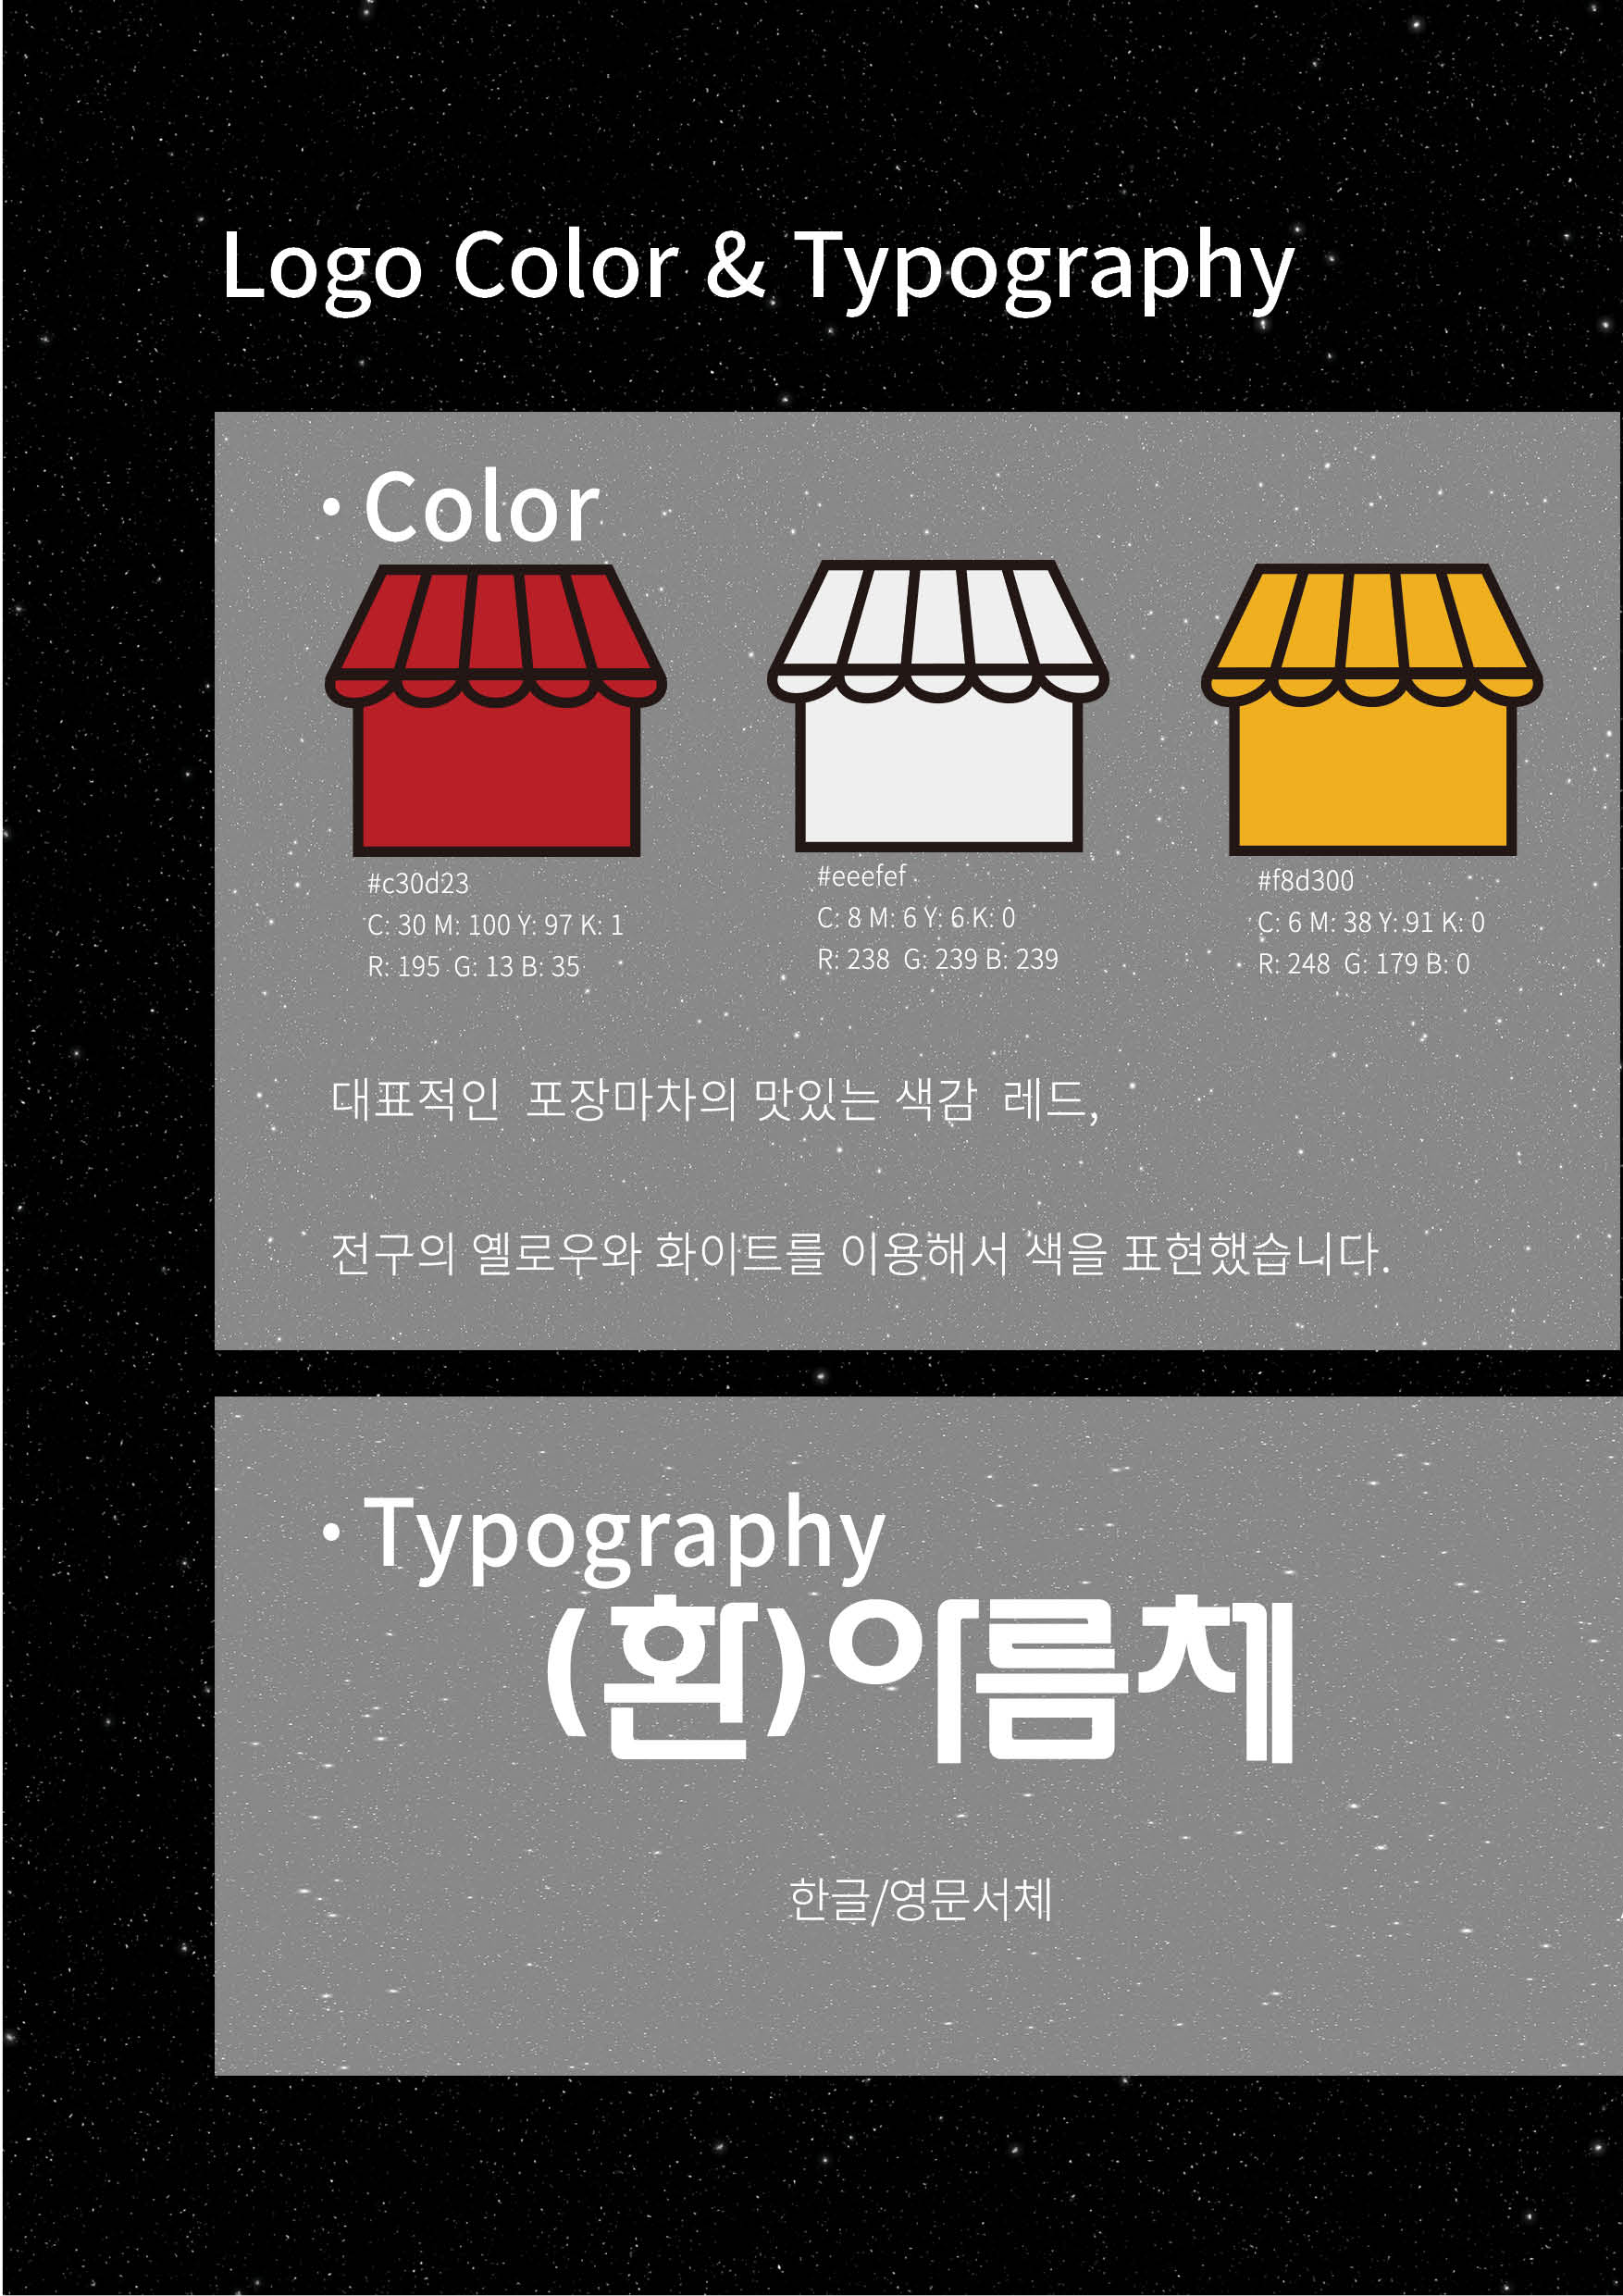 Logo Color & Typography
• Color
#c30d23
C: 30 M: 100 Y: 97 K: 1
R: 195 G: 13 B: 35
#eeefef
C: 8 M: 6 Y: 6 K: 0
R: 238 G: 239 B: 239
#f8d300
C: 6 M: 38 Y: 91 K: 0
R: 248 G: 179 B: 0
대표적인 포장마차의 맛있는 색감 레드,
전구의 옐로우와 화이트를 이용해서 색을 표현했습니다.
• Typography
(환)이름체
한글/영문서체